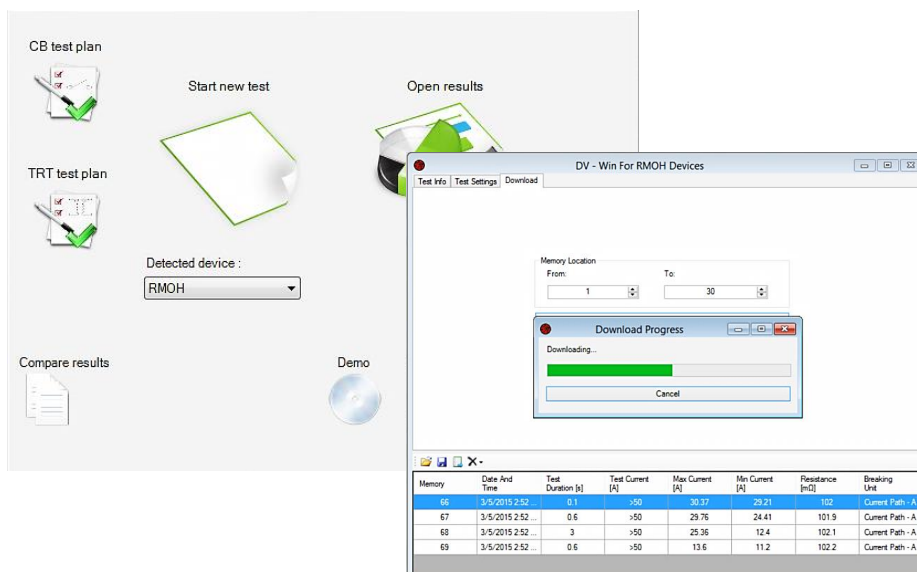 CB test plan
Start new test
Open results
TRT test plan
Detected device :
RMOH
Compare results
Demo
DV - Win For RMOH Devices
Test Info Test Settings Download
Memory Location
From: To:
1 30
Download Progress
Downloading...
Cancel
Memory Date And Time Test Duration [s] Test Current [A] Max Current [A] Min Current [A] Resistance [mΩ] Breaking Unit
66 3/5/2015 2:52 ... 0.1 >50 30.37 29.21 102 Current Path - A
67 3/5/2015 2:52 ... 0.6 >50 29.76 24.41 101.9 Current Path - A
68 3/5/2015 2:52 ... 3 >50 25.36 12.4 102.1 Current Path - A
69 3/5/2015 2:52 ... 0.6 >50 13.6 11.2 102.2 Current Path - A